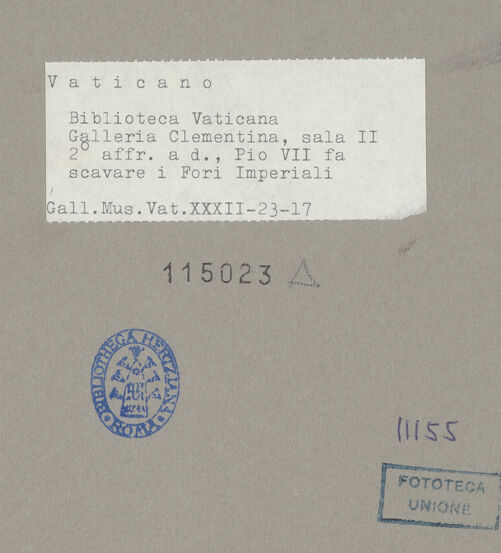 Vaticano
Biblioteca Vaticana
Galleria Clementina, sala II
2° affr. a d., Pio VII fa
scavare i Fori Imperiali
Gall.Mus.Vat.XXXII-23-17
115023
BIBLIOTHECA HERTZIANA
ROMA
11155
FOTOTECA
UNIONE